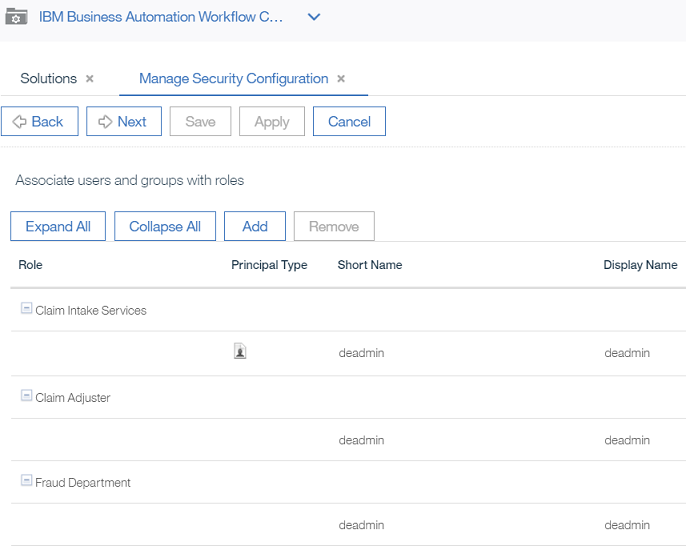 IBM Business Automation Workflow C...
Solutions × Manage Security Configuration ×
Back Next Save Apply Cancel
Associate users and groups with roles
Expand All Collapse All Add Remove
Role Principal Type Short Name Display Name
Claim Intake Services
deadmin deadmin
Claim Adjuster
deadmin deadmin
Fraud Department
deadmin deadmin